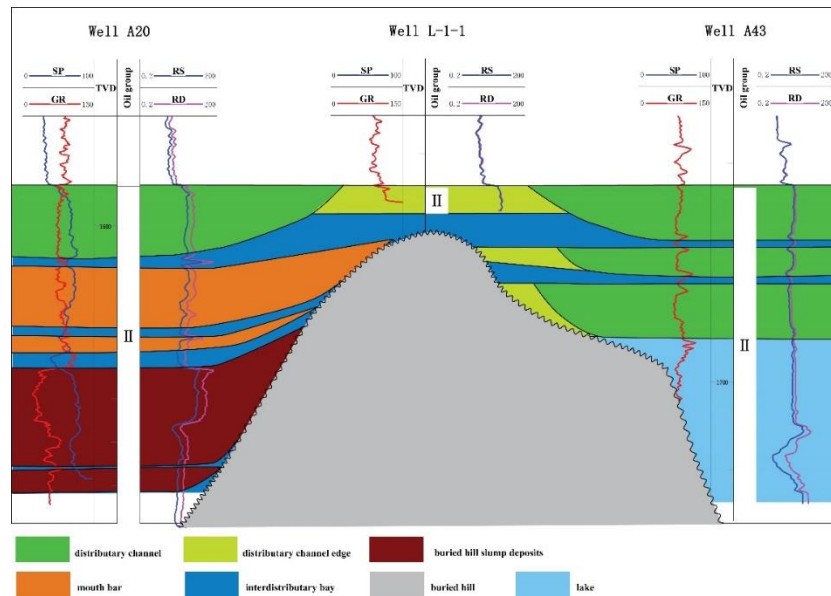 Well A20 Well L-1-1 Well A43
0 SP 100 TVD Oil group 0.2 RS 200
0 GR 150 0.2 RD 200
0 SP 100 0.2 RS 200
0 GR 150 TVD Oil group 0.2 RD 200
0 SP 100 TVD Oil group 0.2 RS 200
0 GR 150 0.2 RD 200
II
1680
II
II
distributary channel distributary channel edge buried hill slump deposits
mouth bar interdistributary bay buried hill lake